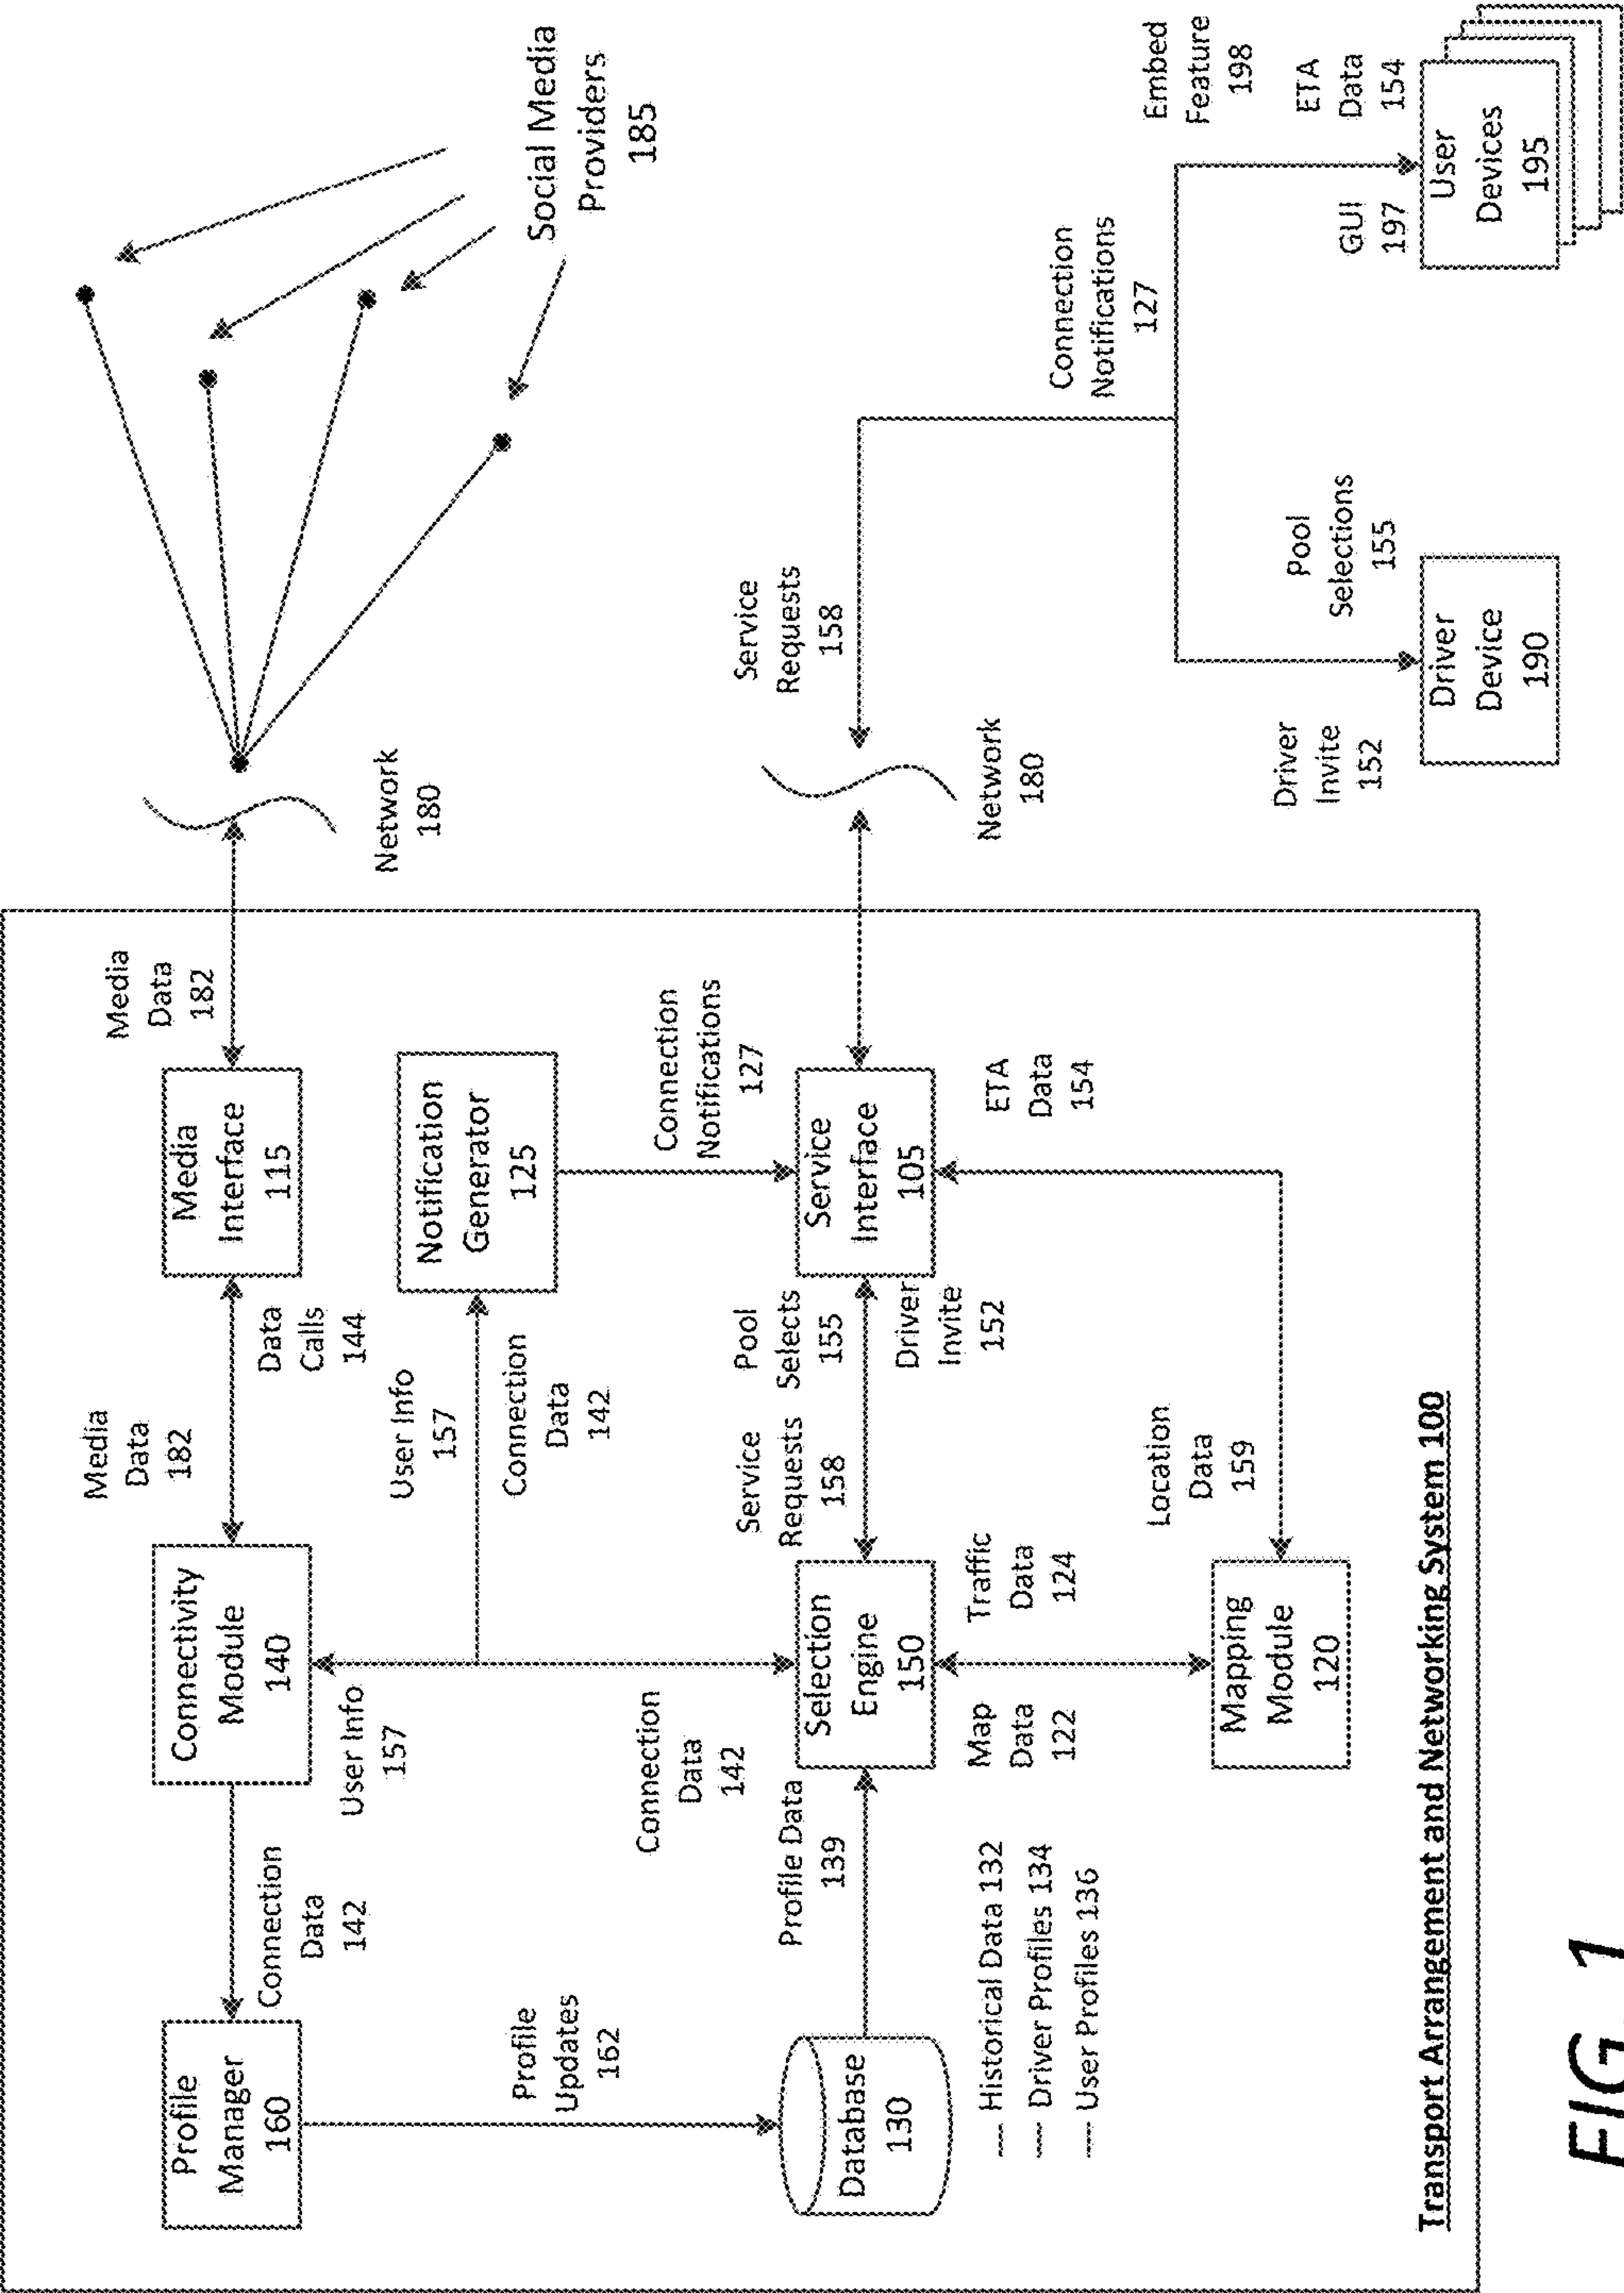 Profile
Manager
160
Connection
Data
142
Connectivity
Module
140
Media
Data
182
Data
Calls
144
Media
Interface
115
Media
Data
182
Network
180
Social Media
Providers
185
User Info
157
User Info
157
Connection
Data
142
Notification
Generator
125
Profile
Updates
162
Connection
Data
142
Connection
Notifications
127
Database
130
Profile Data
139
Selection
Engine
150
Service
Requests
158
Pool
Selects
155
Driver
Invite
152
Service
Interface
105
Service
Requests
158
Network
180
Connection
Notifications
127
— Historical Data 132
— Driver Profiles 134
— User Profiles 136
Map
Data
122
Traffic
Data
124
ETA
Data
154
Location
Data
159
Mapping
Module
120
Driver
Invite
152
Pool
Selections
155
Driver
Device
190
GUI
197
Embed
Feature
198
ETA
Data
154
User
Devices
195
Transport Arrangement and Networking System 100
FIG. 1